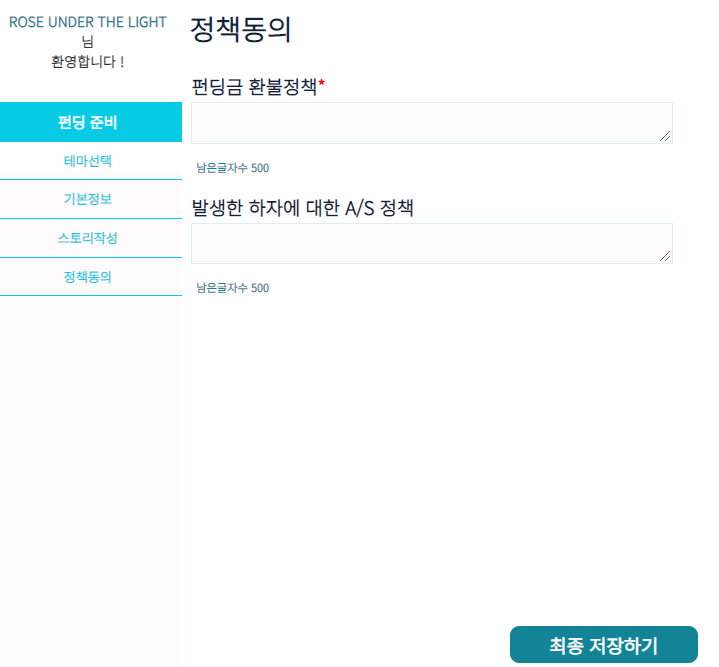 ROSE UNDER THE LIGHT
님
환영합니다 !
펀딩 준비
테마선택
기본정보
스토리작성
정책동의
정책동의
펀딩금 환불정책*
남은글자수 500
발생한 하자에 대한 A/S 정책
남은글자수 500
최종 저장하기